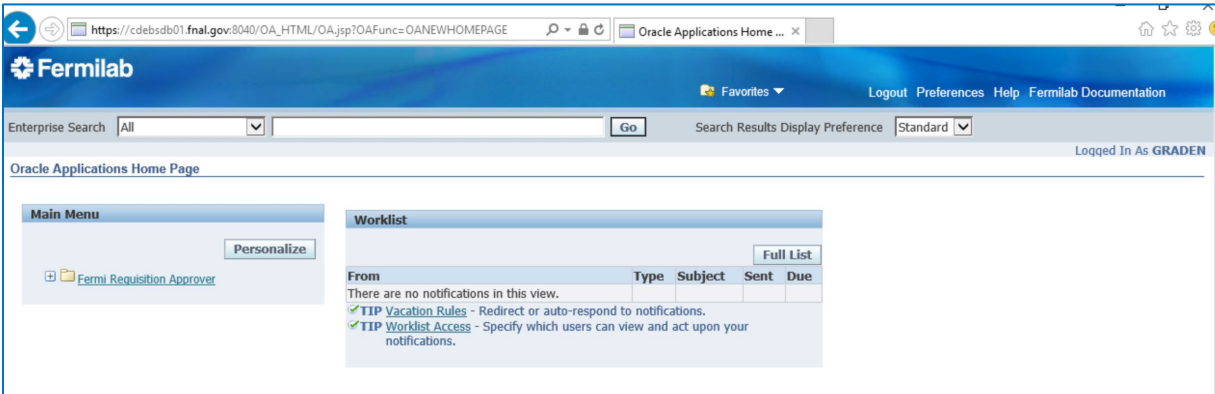 https://cdebsdb01.fnal.gov:8040/OA_HTML/OA.jsp?OAFunc=OANEWHOMEPAGE Oracle Applications Home ...
Fermilab
Favorites Logout Preferences Help Fermilab Documentation
Enterprise Search All Go Search Results Display Preference Standard
Logged In As GRADEN
Oracle Applications Home Page
Main Menu
Personalize
Fermi Requisition Approver
Worklist
Full List
From Type Subject Sent Due
There are no notifications in this view.
TIP Vacation Rules - Redirect or auto-respond to notifications.
TIP Worklist Access - Specify which users can view and act upon your
notifications.